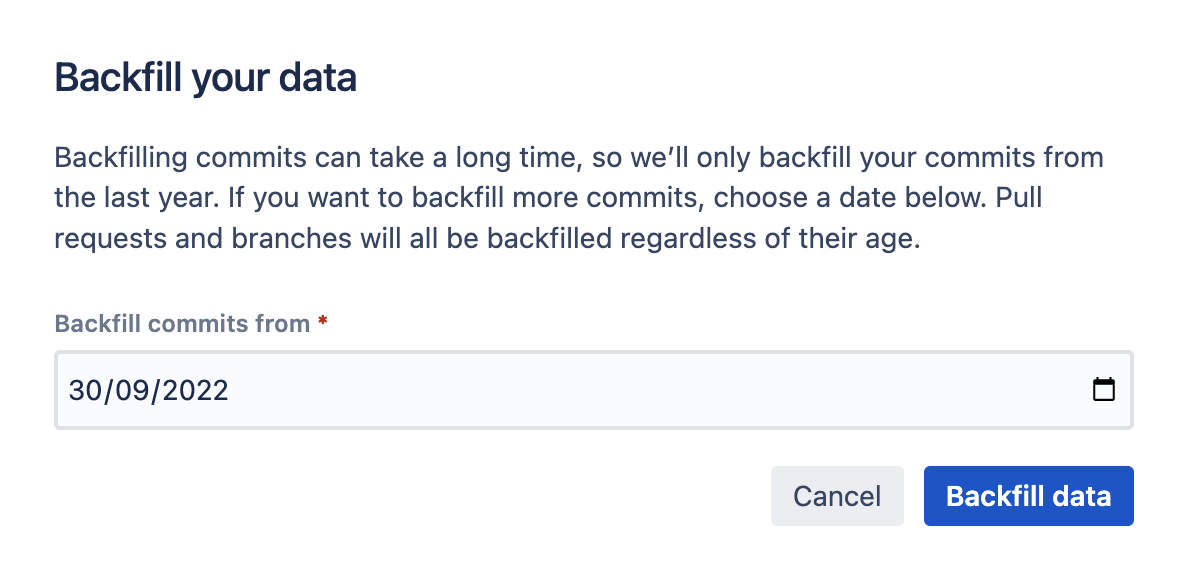 Backfill your data
Backfilling commits can take a long time, so we’ll only backfill your commits from
the last year. If you want to backfill more commits, choose a date below. Pull
requests and branches will all be backfilled regardless of their age.
Backfill commits from *
30/09/2022
Cancel
Backfill data